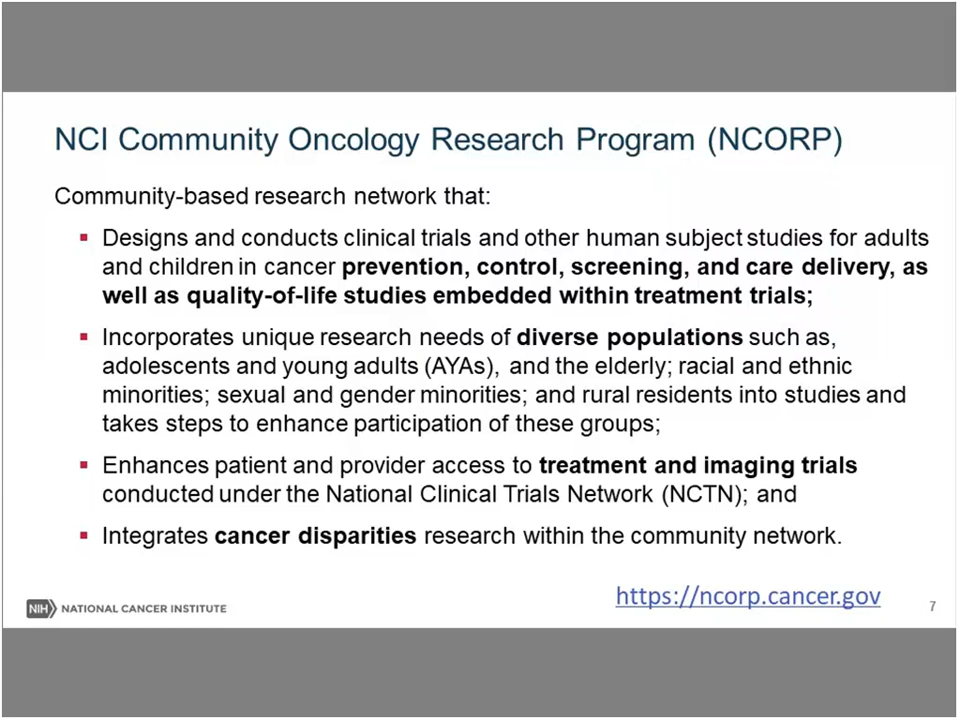 NCI Community Oncology Research Program (NCORP)
Community-based research network that:
▪ Designs and conducts clinical trials and other human subject studies for adults
and children in cancer prevention, control, screening, and care delivery, as
well as quality-of-life studies embedded within treatment trials;
▪ Incorporates unique research needs of diverse populations such as,
adolescents and young adults (AYAs), and the elderly; racial and ethnic
minorities; sexual and gender minorities; and rural residents into studies and
takes steps to enhance participation of these groups;
▪ Enhances patient and provider access to treatment and imaging trials
conducted under the National Clinical Trials Network (NCTN); and
▪ Integrates cancer disparities research within the community network.
https://ncorp.cancer.gov
NIH NATIONAL CANCER INSTITUTE
7